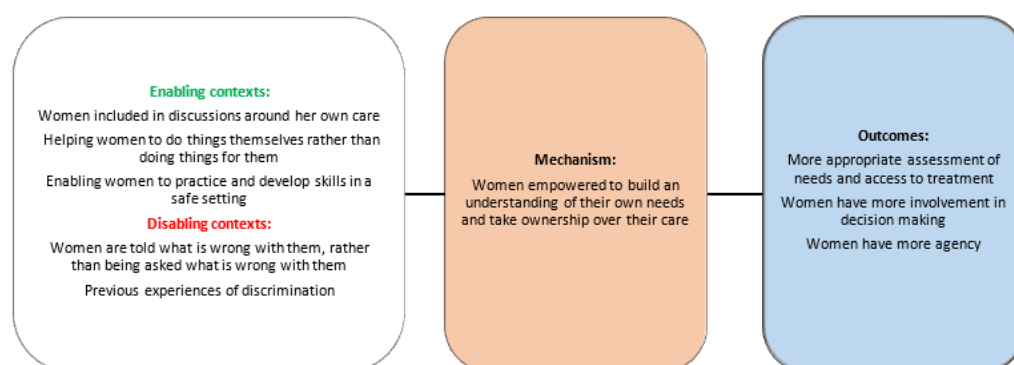 Enabling contexts:
Women included in discussions around her own care
Helping women to do things themselves rather than
doing things for them
Enabling women to practice and develop skills in a
safe setting
Disabling contexts:
Women are told what is wrong with them, rather
than being asked what is wrong with them
Previous experiences of discrimination
Mechanism:
Women empowered to build an
understanding of their own needs
and take ownership over their care
Outcomes:
More appropriate assessment of
needs and access to treatment
Women have more involvement in
decision making
Women have more agency